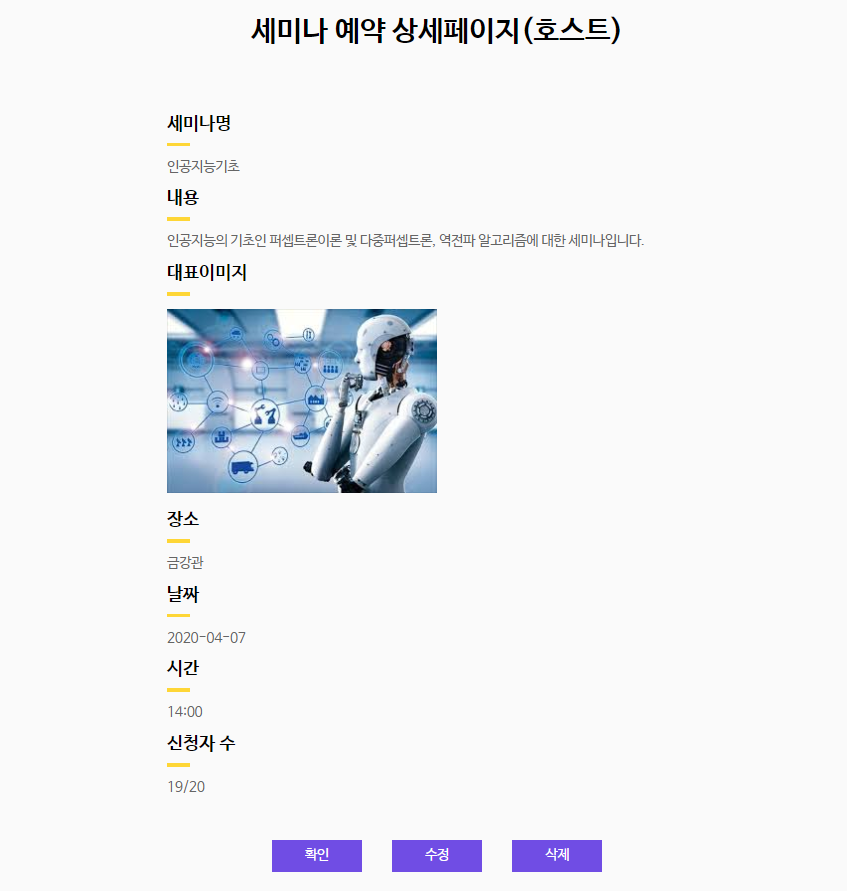 세미나 예약 상세페이지(호스트)
세미나명
인공지능기초
내용
인공지능의 기초인 퍼셉트론이론 및 다중퍼셉트론, 역전파 알고리즘에 대한 세미나입니다.
대표이미지
장소
금강관
날짜
2020-04-07
시간
14:00
신청자 수
19/20
확인 수정 삭제